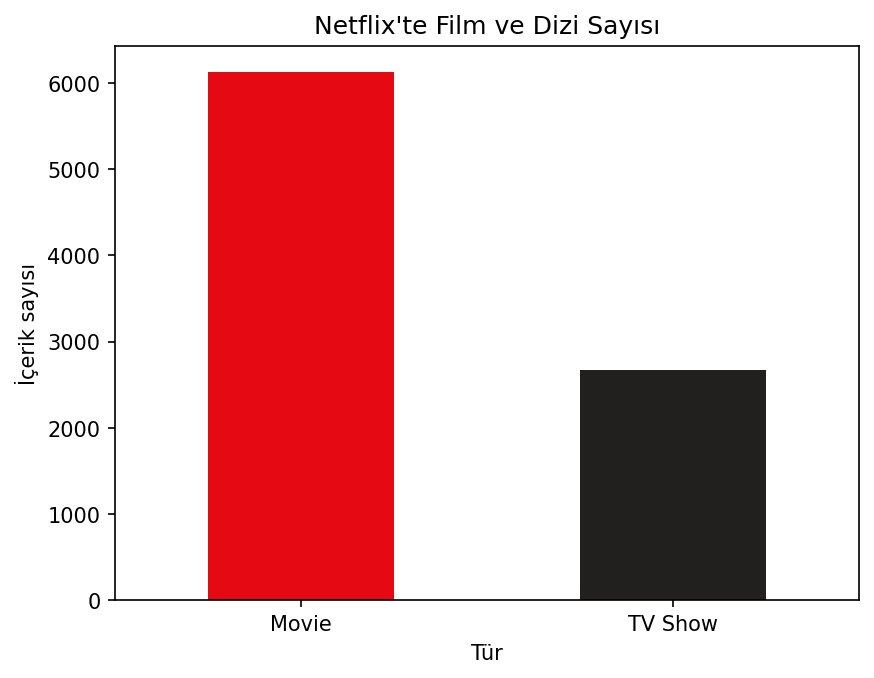 Netflix'te Film ve Dizi Sayısı
6000
5000
4000
3000
2000
1000
0
İçerik sayısı
Movie
TV Show
Tür